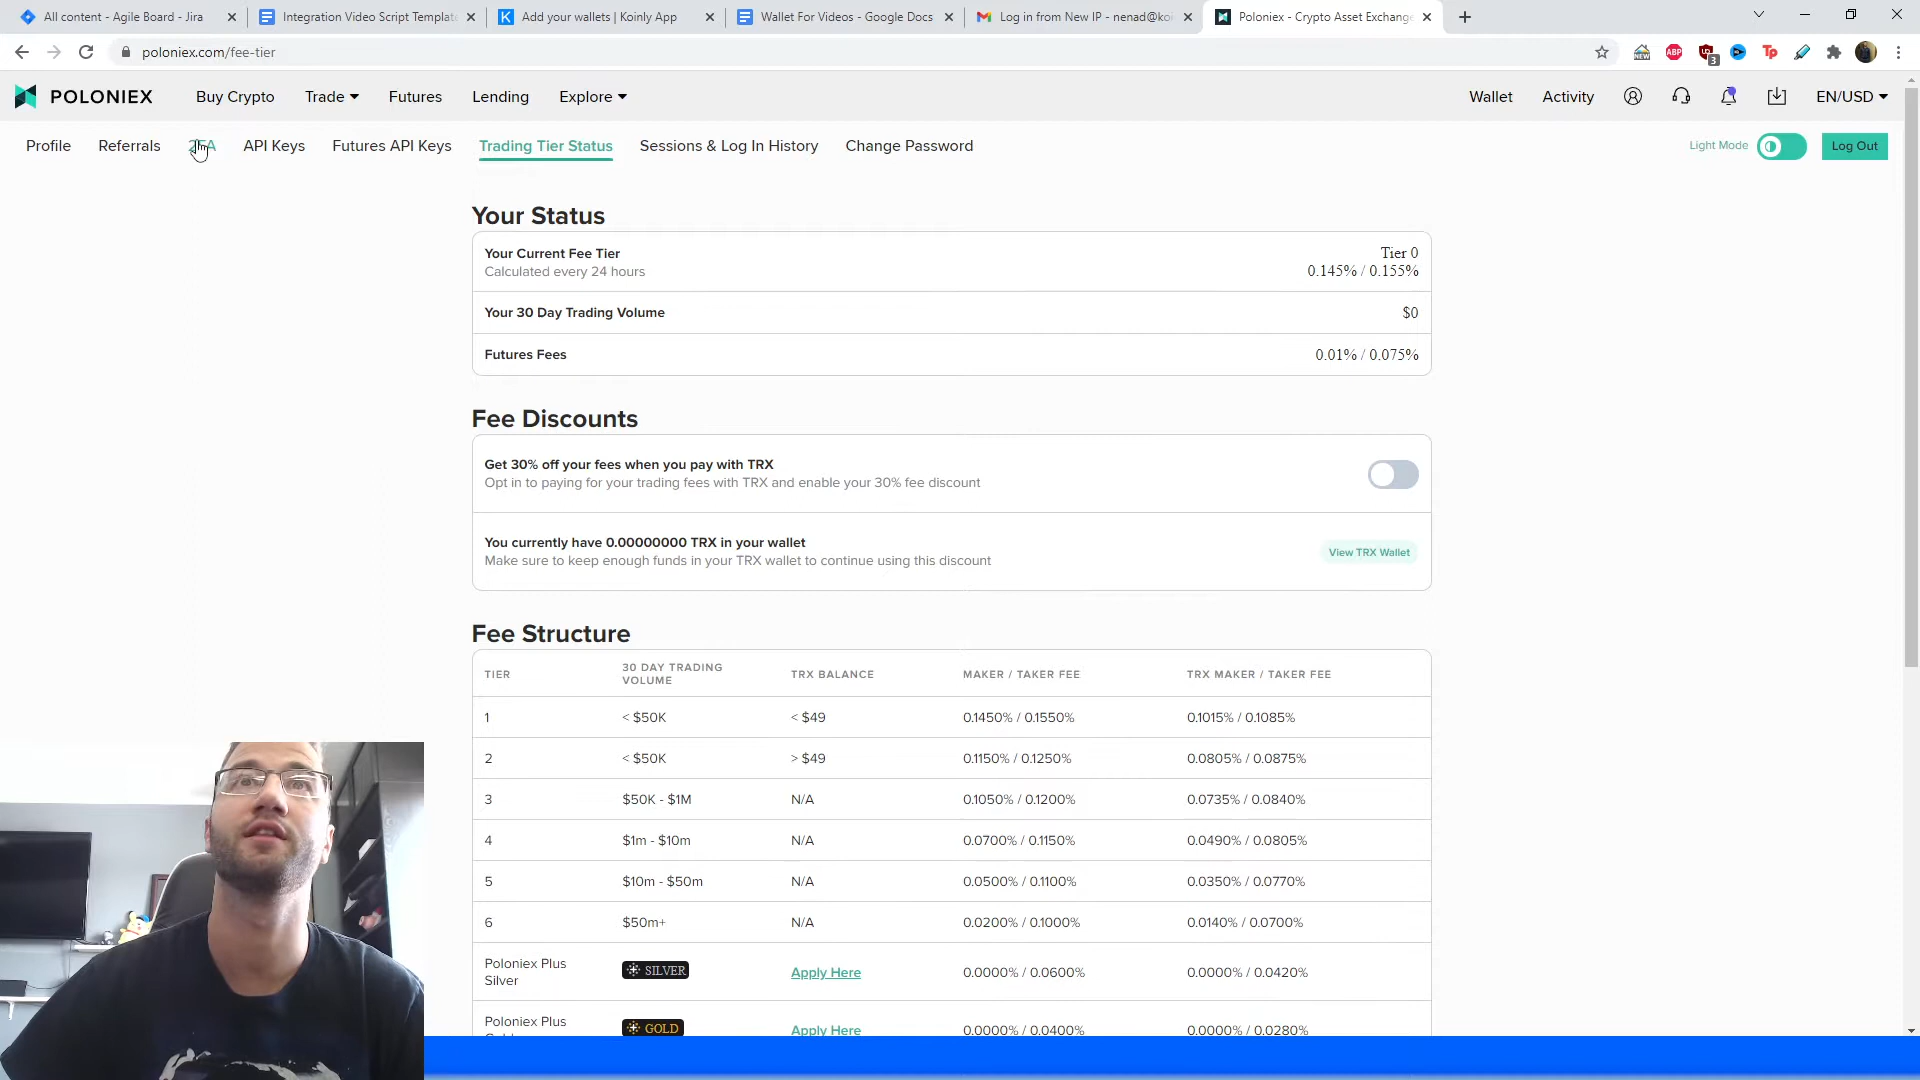 All content - Agile Board - Jira
Integration Video Script Template
Add your wallets | Koinly App
Wallet For Videos - Google Docs
Log in from New IP - nenad@koi
Poloniex - Crypto Asset Exchange
poloniex.com/fee-tier
NEW
ABP
3
Tp
POLONIEX
Buy Crypto
Trade
Futures
Lending
Explore
Wallet
Activity
EN/USD
Profile
Referrals
2FA
API Keys
Futures API Keys
Trading Tier Status
Sessions & Log In History
Change Password
Light Mode
Log Out
Your Status
Your Current Fee Tier
Tier 0
Calculated every 24 hours
0.145% / 0.155%
Your 30 Day Trading Volume
$0
Futures Fees
0.01% / 0.075%
Fee Discounts
Get 30% off your fees when you pay with TRX
Opt in to paying for your trading fees with TRX and enable your 30% fee discount
You currently have 0.00000000 TRX in your wallet
Make sure to keep enough funds in your TRX wallet to continue using this discount
View TRX Wallet
Fee Structure
TIER
30 DAY TRADING
VOLUME
TRX BALANCE
MAKER / TAKER FEE
TRX MAKER / TAKER FEE
1
< $50K
< $49
0.1450% / 0.1550%
0.1015% / 0.1085%
2
< $50K
> $49
0.1150% / 0.1250%
0.0805% / 0.0875%
3
$50K - $1M
N/A
0.1050% / 0.1200%
0.0735% / 0.0840%
4
$1m - $10m
N/A
0.0700% / 0.1150%
0.0490% / 0.0805%
5
$10m - $50m
N/A
0.0500% / 0.1100%
0.0350% / 0.0770%
6
$50m+
N/A
0.0200% / 0.1000%
0.0140% / 0.0700%
Poloniex Plus
Silver
SILVER
Apply Here
0.0000% / 0.0600%
0.0000% / 0.0420%
Poloniex Plus
GOLD
Apply Here
0.0000% / 0.0400%
0.0000% / 0.0280%